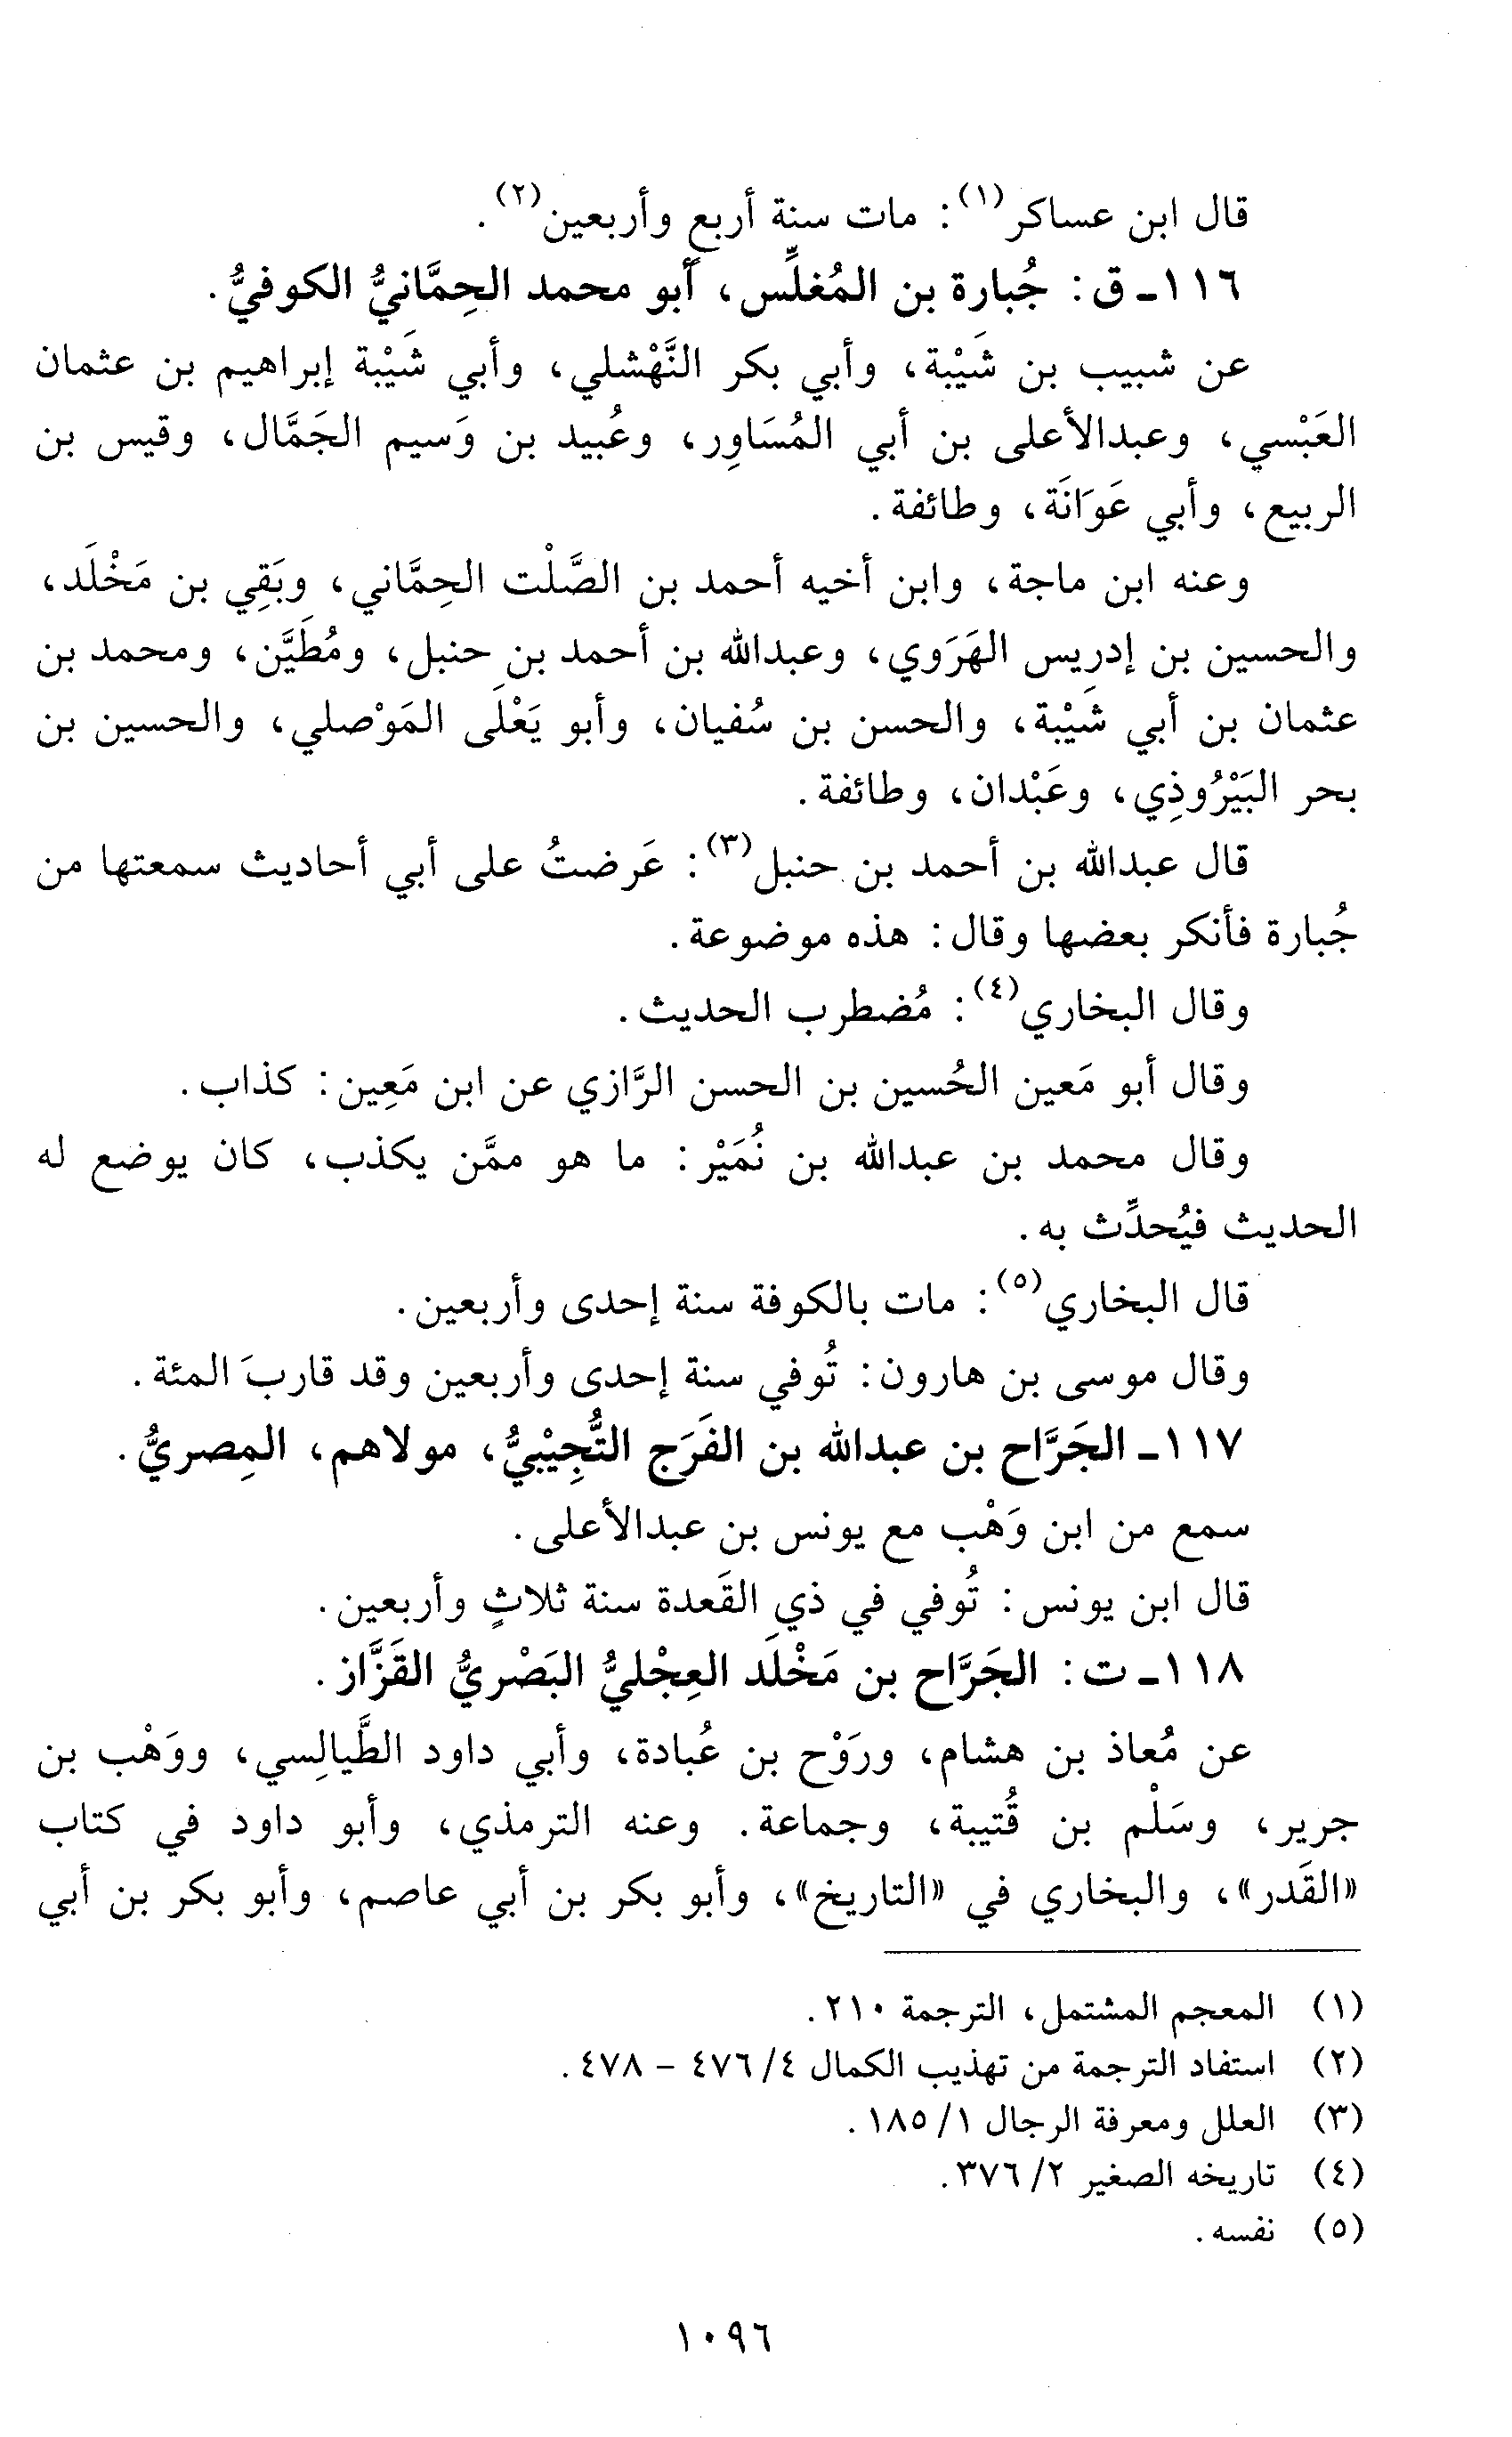 قال ابن عساكر(١): مات سنة أربع وأربعين(٢).
١١٦ـ ق: جُبارة بن المُغلِّس، أبو محمد الحِمَّانيُّ الكوفيُّ.
عن شبيب بن شَيْبة، وأبي بكر النَّهْشلي، وأبي شَيْبة إبراهيم بن عثمان
العَبْسي، وعبدالأعلى بن أبي المُسَاوِر، وعُبيد بن وَسيم الجَمَّال، وقيس بن
الربيع، وأبي عَوَانَة، وطائفة.
وعنه ابن ماجة، وابن أخيه أحمد بن الصَّلْت الحِمَّاني، وبَقِي بن مَخْلَد،
والحسين بن إدريس الهَرَوي، وعبدالله بن أحمد بن حنبل، ومُطَيَّن، ومحمد بن
عثمان بن أبي شَيْبة، والحسن بن سُفيان، وأبو يَعْلَى المَوْصلي، والحسين بن
بحر البَيْرُوذِي، وعَبْدان، وطائفة.
قال عبدالله بن أحمد بن حنبل(٣): عَرضتُ على أبي أحاديث سمعتها من
جُبارة فأنكر بعضها وقال: هذه موضوعة.
وقال البخاري(٤): مُضطرب الحديث.
وقال أبو مَعين الحُسين بن الحسن الرَّازي عن ابن مَعِين: كذاب.
وقال محمد بن عبدالله بن نُمَيْر: ما هو ممَّن يكذب، كان يوضع له
الحديث فيُحدِّث به.
قال البخاري(٥): مات بالكوفة سنة إحدى وأربعين.
وقال موسى بن هارون: تُوفي سنة إحدى وأربعين وقد قاربَ المئة.
١١٧ـ الجَرَّاح بن عبدالله بن الفَرَج التُّجِيْبيُّ، مولاهم، المِصريُّ.
سمع من ابن وَهْب مع يونس بن عبدالأعلى.
قال ابن يونس: تُوفي في ذي القَعدة سنة ثلاثٍ وأربعين.
١١٨ـ ت: الجَرَّاح بن مَخْلَد العِجْليُّ البَصْريُّ القَزَّاز.
عن مُعاذ بن هشام، ورَوْح بن عُبادة، وأبي داود الطَّيالِسي، ووَهْب بن
جرير، وسَلْم بن قُتيبة، وجماعة. وعنه الترمذي، وأبو داود في كتاب
«القَدر»، والبخاري في «التاريخ»، وأبو بكر بن أبي عاصم، وأبو بكر بن أبي
(١) المعجم المشتمل، الترجمة ٢١٠.
(٢) استفاد الترجمة من تهذيب الكمال ٤/ ٤٧٦ - ٤٧٨.
(٣) العلل ومعرفة الرجال ١/ ١٨٥.
(٤) تاريخه الصغير ٢/ ٣٧٦.
(٥) نفسه.
١٠٩٦